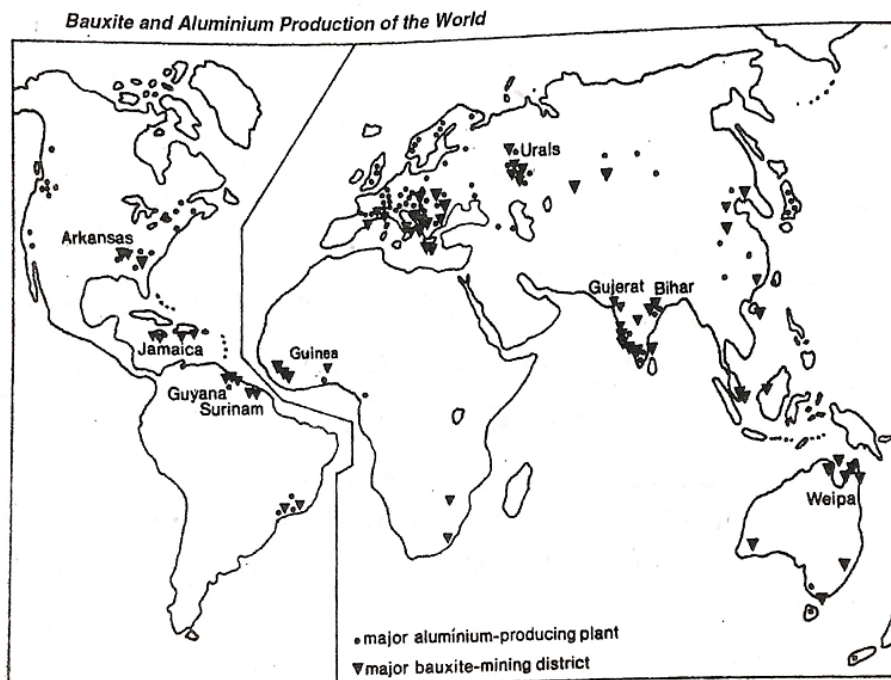 Bauxite and Aluminium Production of the World
Urals
Arkansas
Gujerat Bihar
Jamaica
Guinea
Guyana
Surinam
Weipa
major aluminium-producing plant
major bauxite-mining district